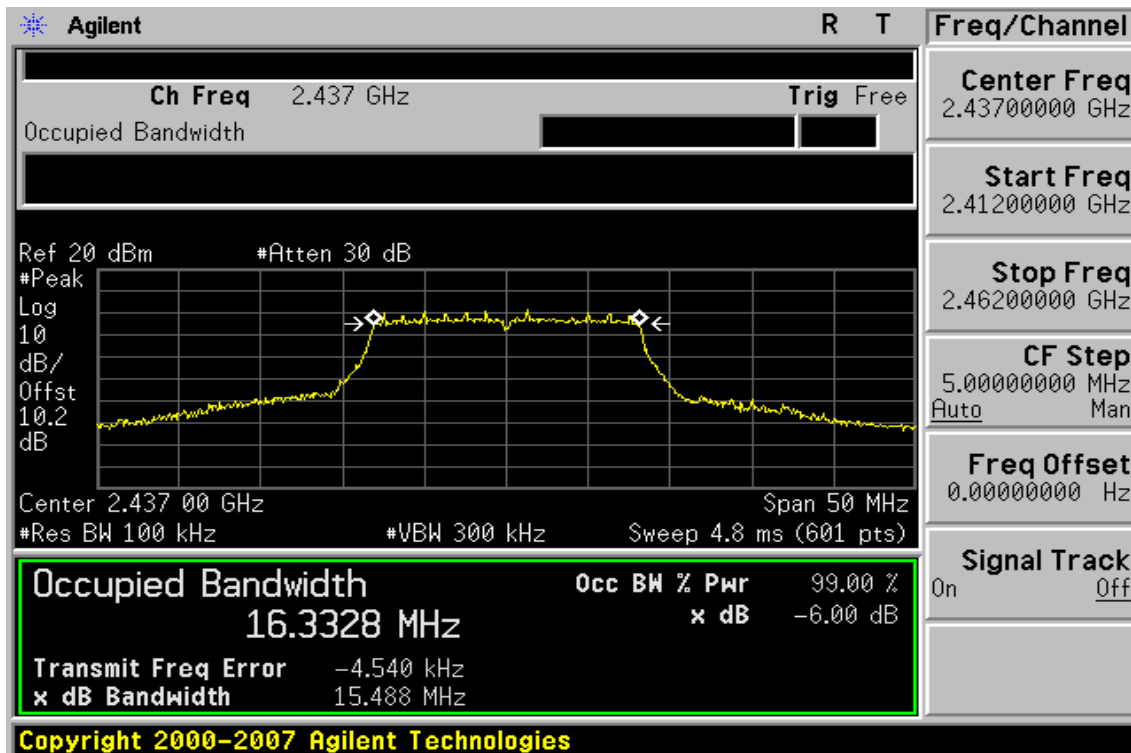 Agilent R T
Ch Freq 2.437 GHz Trig Free
Occupied Bandwidth
Ref 20 dBm #Atten 30 dB
#Peak
Log
10
dB/
Offst
10.2
dB
Center 2.437 00 GHz Span 50 MHz
#Res BW 100 kHz #VBW 300 kHz Sweep 4.8 ms (601 pts)
Occupied Bandwidth
16.3328 MHz
Occ BW % Pwr 99.00 %
x dB -6.00 dB
Transmit Freq Error -4.540 kHz
x dB Bandwidth 15.488 MHz
Copyright 2000-2007 Agilent Technologies
Freq/Channel
Center Freq
2.43700000 GHz
Start Freq
2.41200000 GHz
Stop Freq
2.46200000 GHz
CF Step
5.00000000 MHz
Auto Man
Freq Offset
0.00000000 Hz
Signal Track
On Off